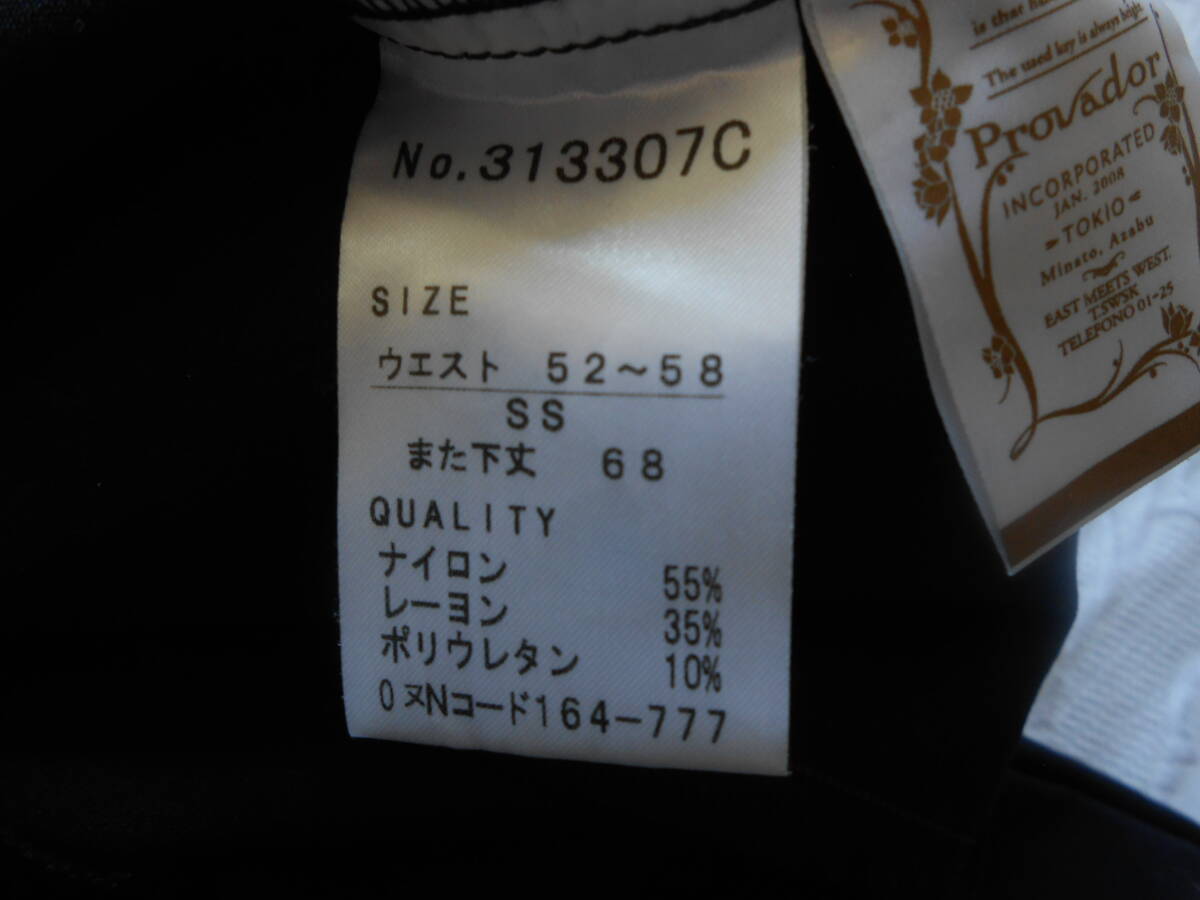 No.313307C
SIZE
ウエスト 52~58
SS
また下丈 68
QUALITY
ナイロン 55%
レーヨン 35%
ポリウレタン 10%
0ヌNコード164-777
is that
The used key is always bright.
Provador
INCORPORATED
JAN. 2008
TOKIO
Minato, Azabu
EAST MEETS WEST.
T.SWSK
TELEFONO 01-25